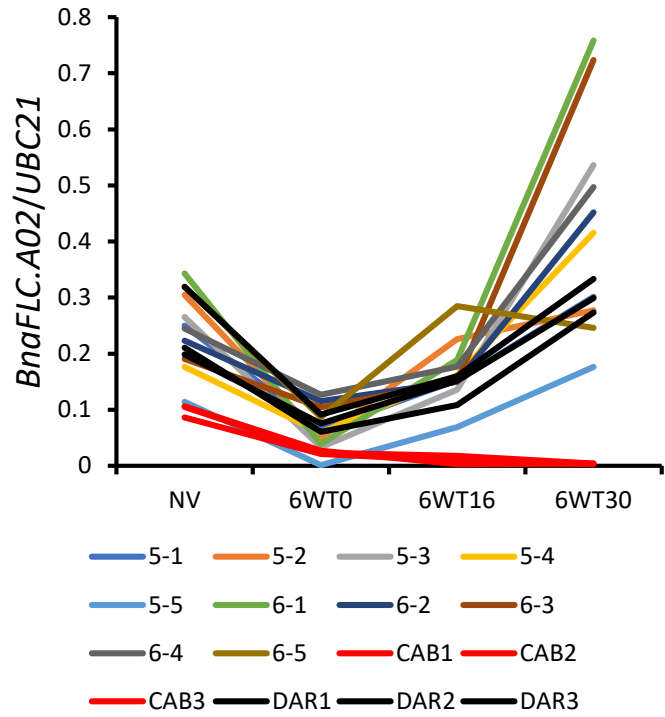 0.8
0.7
0.6
0.5
0.4
0.3
0.2
0.1
0
BnaFLC.A02/UBC21
NV 6WT0 6WT16 6WT30
5-1 5-2 5-3 5-4
5-5 6-1 6-2 6-3
6-4 6-5 CAB1 CAB2
CAB3 DAR1 DAR2 DAR3